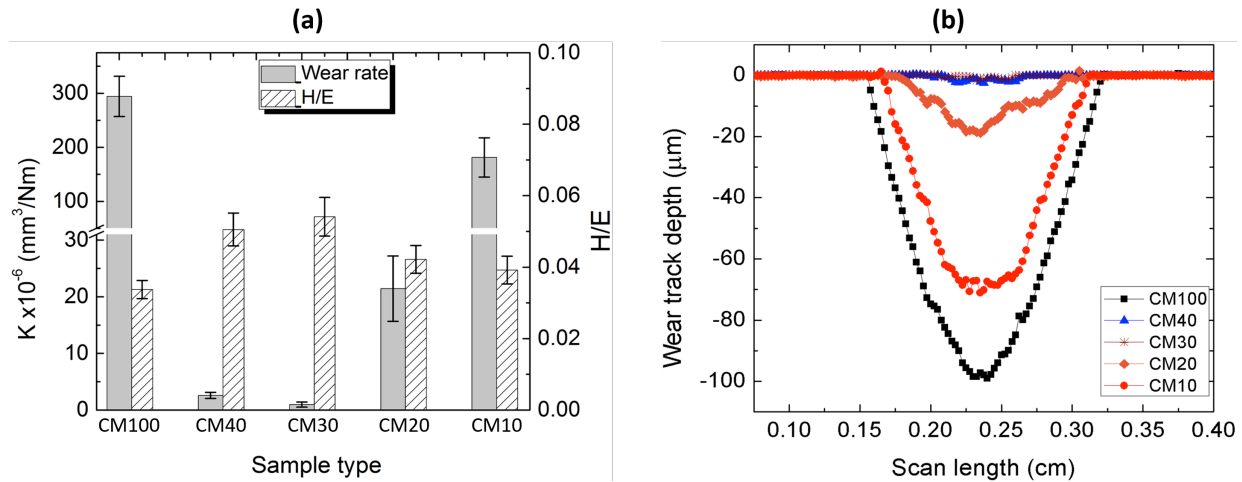 (a)
Wear rate
H/E
K x10-6 (mm3/Nm)
300
200
100
30
20
10
0
0.10
0.08
0.06
0.04
0.02
0.00
H/E
CM100 CM40 CM30 CM20 CM10
Sample type
(b)
Wear track depth (μm)
0
-20
-40
-60
-80
-100
CM100
CM40
CM30
CM20
CM10
0.10 0.15 0.20 0.25 0.30 0.35 0.40
Scan length (cm)